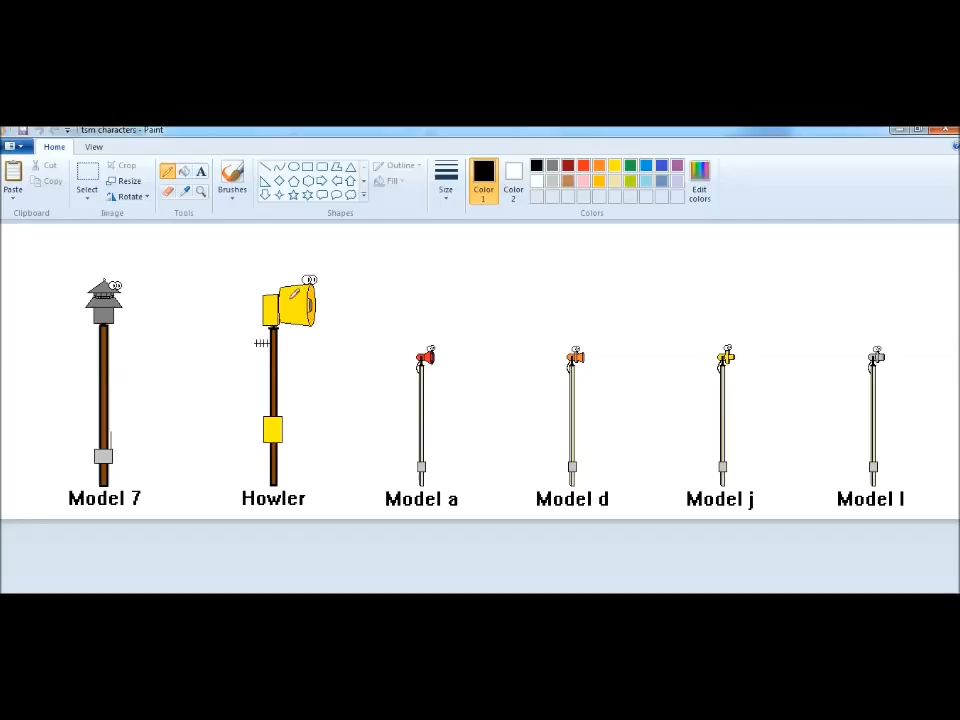 tsm characters - Paint
Home View
Paste
Cut
Copy
Clipboard
Select
Crop
Resize
Rotate
Image
A
Tools
Brushes
Shapes
Outline
Fill
Size
Color 1
Color 2
Edit colors
Colors
Model 7 Howler Model a Model d Model j Model l